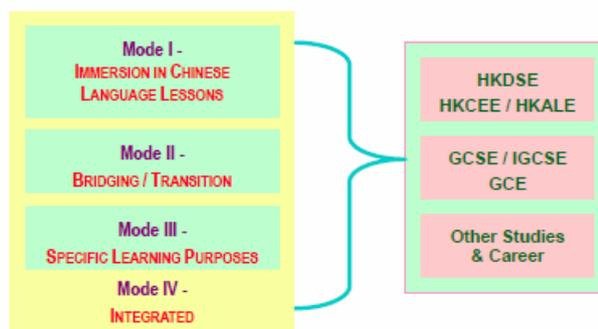 Mode I -
IMMERSION IN CHINESE
LANGUAGE LESSONS
Mode II -
BRIDGING / TRANSITION
Mode III -
SPECIFIC LEARNING PURPOSES
Mode IV -
INTEGRATED
HKDSE
HKCEE / HKALE
GCSE / IGCSE
GCE
Other Studies
& Career